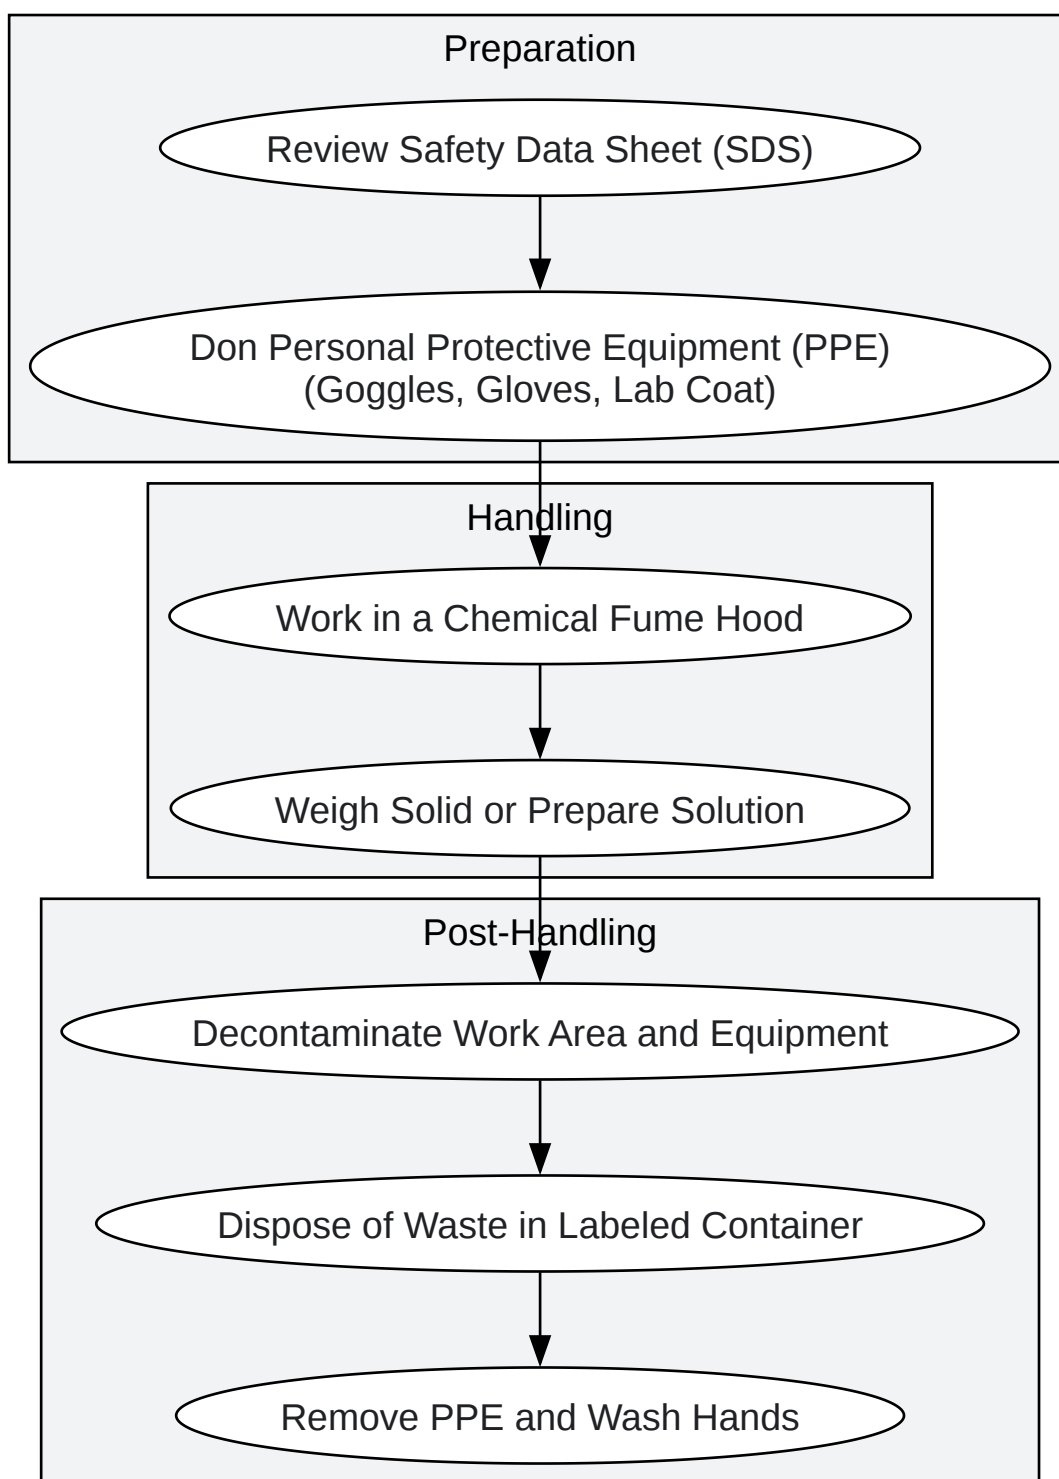 Preparation
Review Safety Data Sheet (SDS)
Don Personal Protective Equipment (PPE)
(Goggles, Gloves, Lab Coat)
Handling
Work in a Chemical Fume Hood
Weigh Solid or Prepare Solution
Post-Handling
Decontaminate Work Area and Equipment
Dispose of Waste in Labeled Container
Remove PPE and Wash Hands